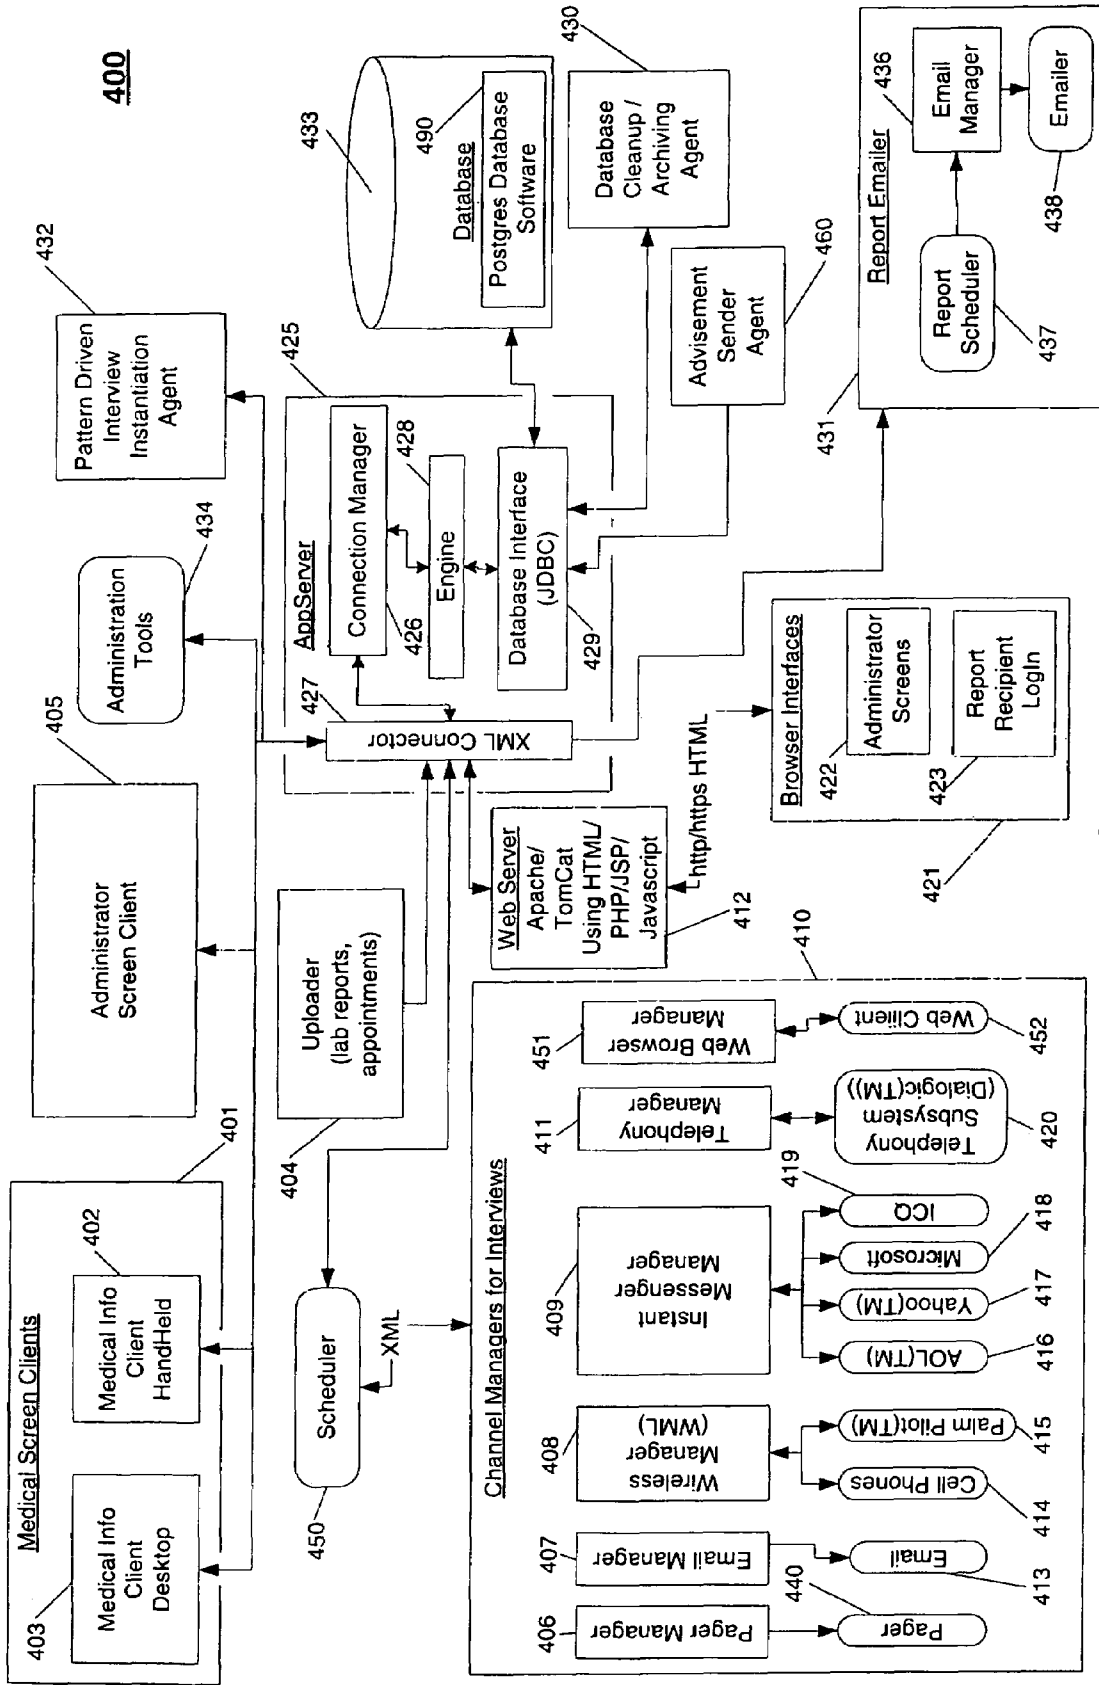 400
Medical Screen Clients
403
Medical Info
Client
Desktop
402
Medical Info
Client
HandHeld
401
405
Administrator
Screen Client
Administration
Tools
434
432
Pattern Driven
Interview
Instantiation
Agent
450
Scheduler
XML
404
Uploader
(lab reports,
appointments)
AppServer
425
427
XML Connector
Connection Manager
426
428
Engine
Database Interface
(JDBC)
429
433
Database
490
Postgres Database
Software
430
Database
Cleanup /
Archiving
Agent
Advisement
Sender
Agent
460
Web Server
Apache/
TomCat
Using HTML/
PHP/JSP/
Javascript
412
http/https HTML
Browser Interfaces
422
Administrator
Screens
423
Report
Recipient
LogIn
421
431
Report Emailer
436
Email
Manager
Report
Scheduler
437
Emailer
438
Channel Managers for Interviews
410
406
Pager Manager
440
Pager
407
Email Manager
Email
413
408
Wireless
Manager
(WML)
Cell Phones
414
Palm Pilot(TM)
415
409
Instant
Messenger
Manager
AOL(TM)
416
Yahoo(TM)
417
Microsoft
418
ICQ
419
411
Telephony
Manager
Telephony
Subsystem
(Dialogic(TM))
420
451
Web Browser
Manager
Web Cliient
452